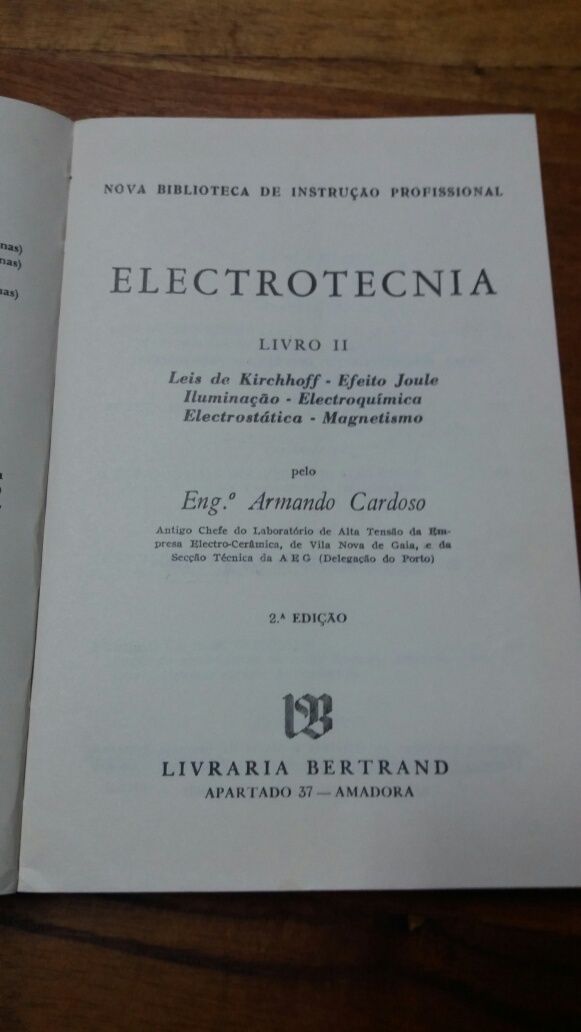 nas)
nas)
nas)
NOVA BIBLIOTECA DE INSTRUÇÃO PROFISSIONAL
ELECTROTECNIA
LIVRO II
Leis de Kirchhoff - Efeito Joule
Iluminação - Electroquímica
Electrostática - Magnetismo
pelo
Eng.º Armando Cardoso
Antigo Chefe do Laboratório de Alta Tensão da Em-
presa Electro-Cerâmica, de Vila Nova de Gaia, e da
Secção Técnica da A E G (Delegação do Porto)
2.ª EDIÇÃO
LIVRARIA BERTRAND
APARTADO 37 — AMADORA